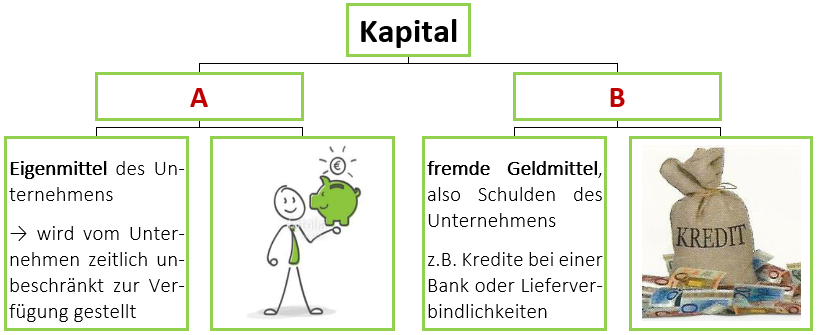 Kapital
A
B
Eigenmittel des Un-
ternehmens
→ wird vom Unter-
nehmen zeitlich un-
beschränkt zur Ver-
fügung gestellt
€
fremde Geldmittel,
also Schulden des
Unternehmens
z.B. Kredite bei einer
Bank oder Lieferver-
bindlichkeiten
KREDIT